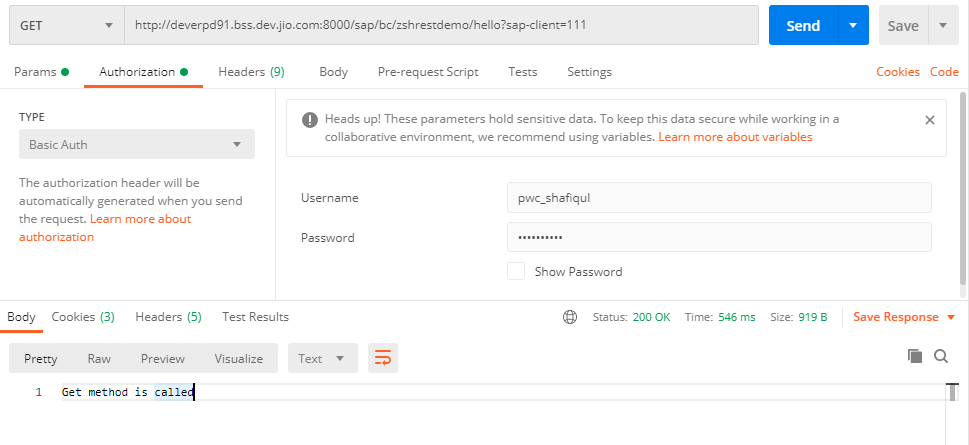 GET http://deverpd91.bss.dev.jio.com:8000/sap/bc/zshrestdemo/hello?sap-client=111 Send Save
Params Authorization Headers (9) Body Pre-request Script Tests Settings Cookies Code
TYPE
Basic Auth
The authorization header will be
automatically generated when you send
the request. Learn more about
authorization
Heads up! These parameters hold sensitive data. To keep this data secure while working in a
collaborative environment, we recommend using variables. Learn more about variables
Username pwc_shafiqul
Password ••••••••••
Show Password
Body Cookies (3) Headers (5) Test Results Status: 200 OK Time: 546 ms Size: 919 B Save Response
Pretty Raw Preview Visualize Text
1 Get method is called